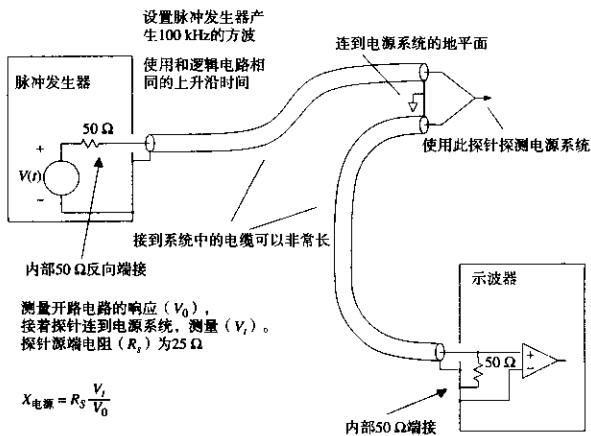 设置脉冲发生器产
生100 kHz的方波
使用和逻辑电路相
同的上升沿时间
连到电源系统的地平面
脉冲发生器
50 Ω
+
V(t)
~
使用此探针探测电源系统
接到系统中的电缆可以非常长
内部50 Ω反向端接
示波器
测量开路电路的响应（V₀），
接着探针连到电源系统，测量（Vₜ）。
探针源端电阻（Rₛ）为25 Ω
50 Ω
+
−
X电源 = R_S V_t/V_0
内部50 Ω端接